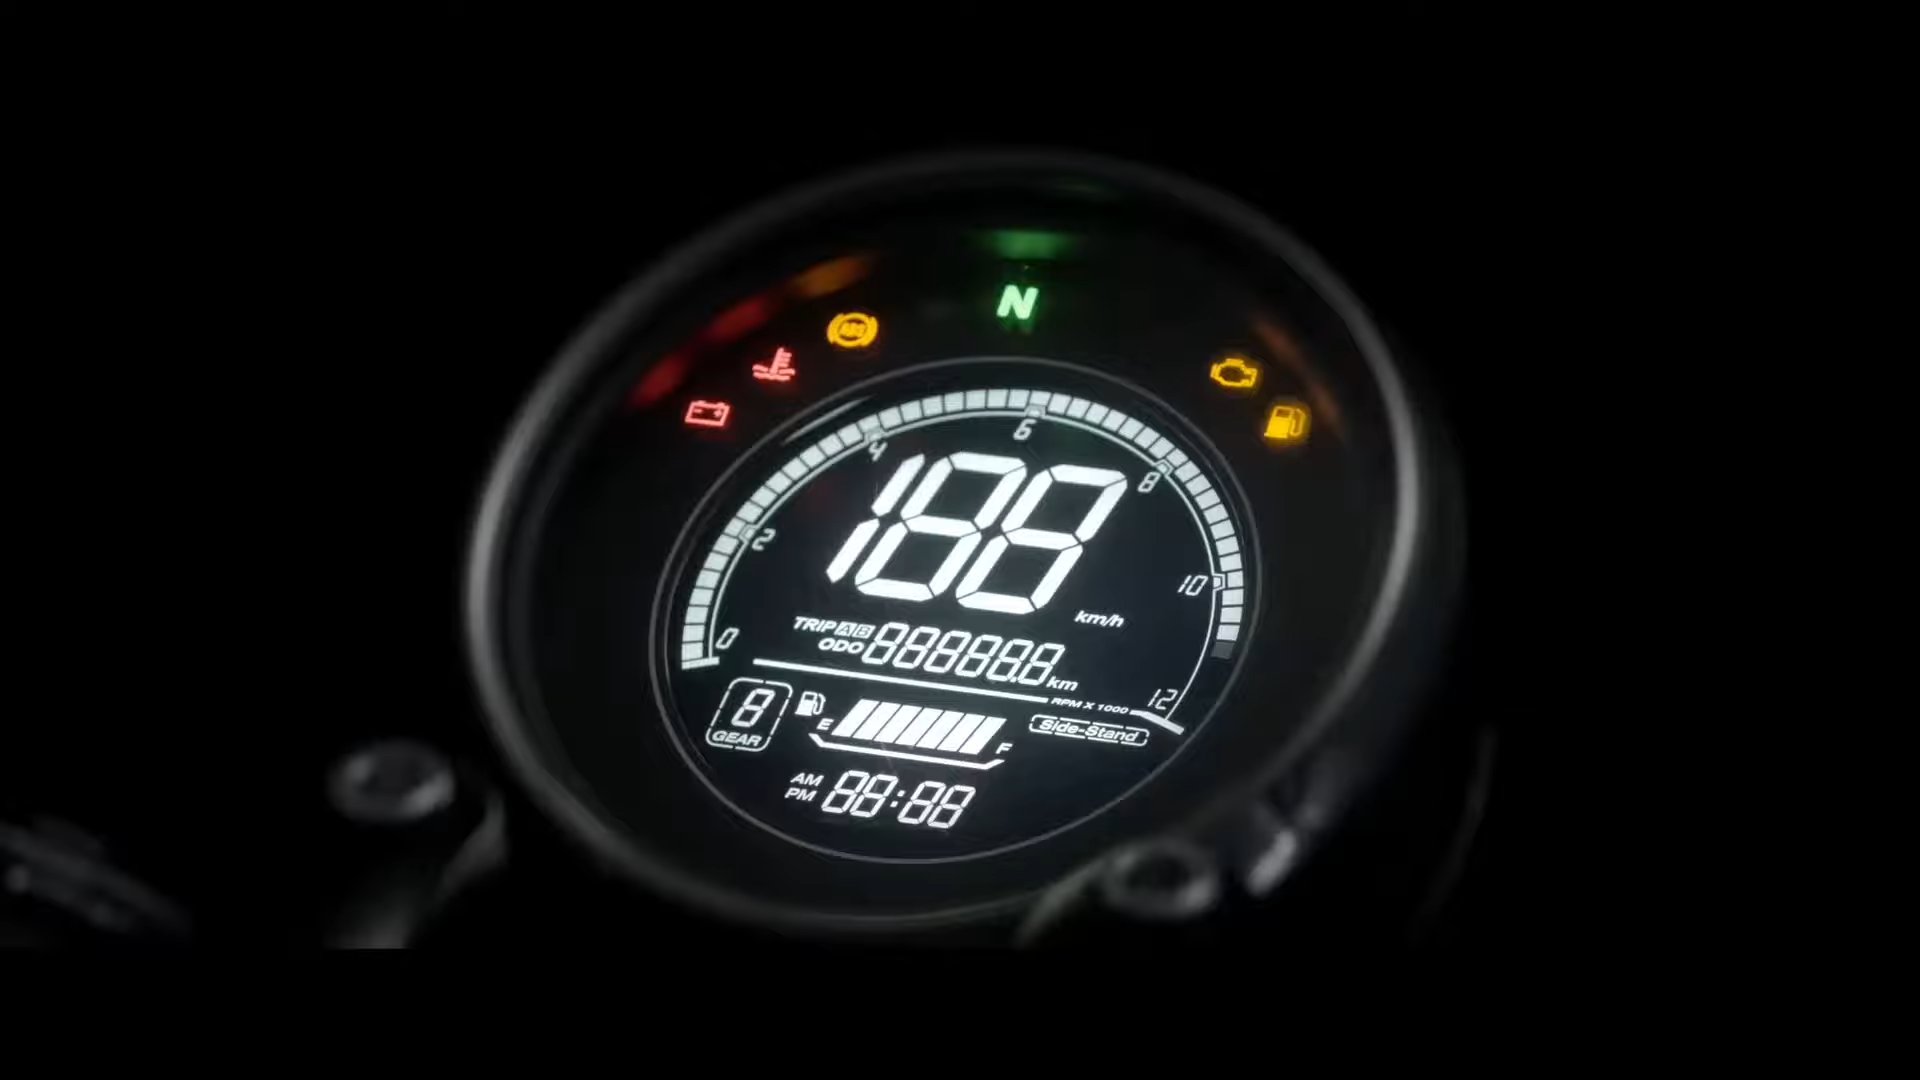 N
ABS
6
4
8
188
2
10
km/h
0
TRIP A B
ODO 88888.8 km
12
RPM X 1000
8
GEAR
E
F
Side-Stand
AM
PM
88:88